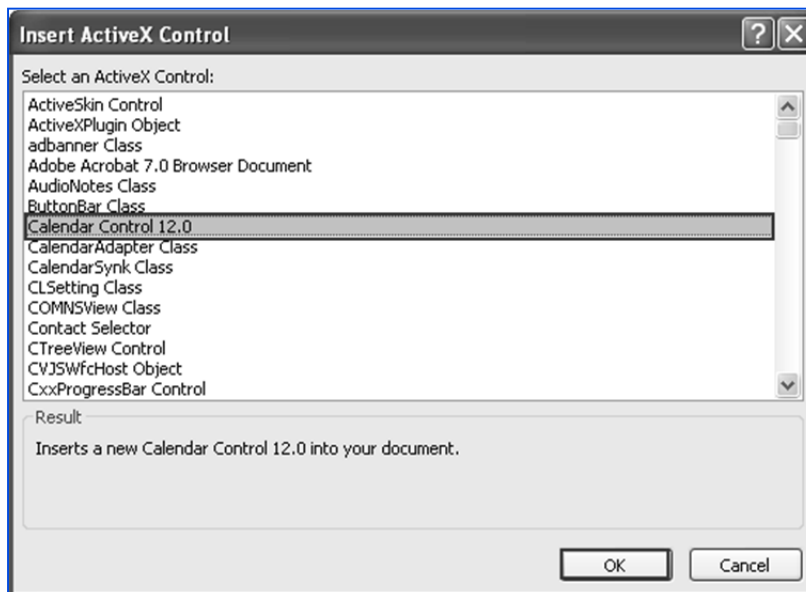 Insert ActiveX Control
Select an ActiveX Control:
ActiveSkin Control
ActiveXPlugin Object
adbanner Class
Adobe Acrobat 7.0 Browser Document
AudioNotes Class
ButtonBar Class
Calendar Control 12.0
CalendarAdapter Class
CalendarSynk Class
CLSetting Class
COMNSView Class
Contact Selector
CTreeView Control
CVJSWfcHost Object
CxxProgressBar Control
Result
Inserts a new Calendar Control 12.0 into your document.
OK Cancel